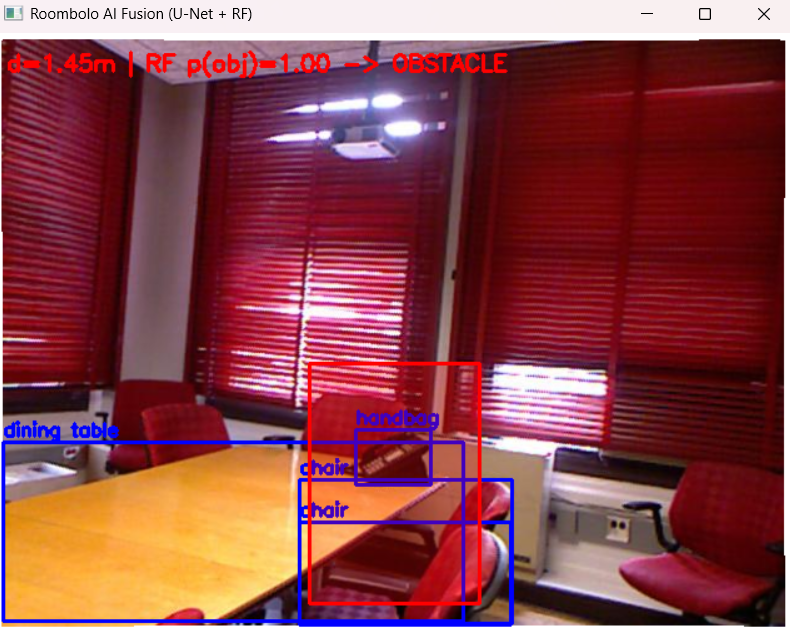 Roombolo AI Fusion (U-Net + RF)
d=1.45m | RF p(obj)=1.00 -> OBSTACLE
handbag
dining table
chair
chair